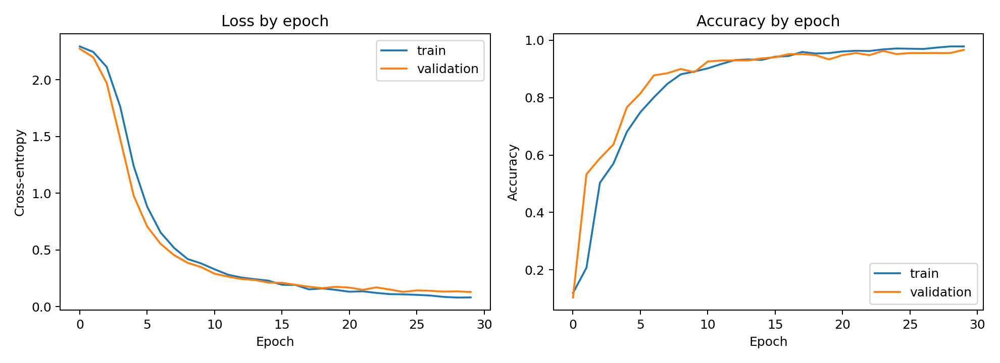 Loss by epoch
train
validation
2.0
1.5
1.0
0.5
0.0
Cross-entropy
0 5 10 15 20 25 30
Epoch
Accuracy by epoch
1.0
0.8
0.6
0.4
0.2
Accuracy
train
validation
0 5 10 15 20 25 30
Epoch